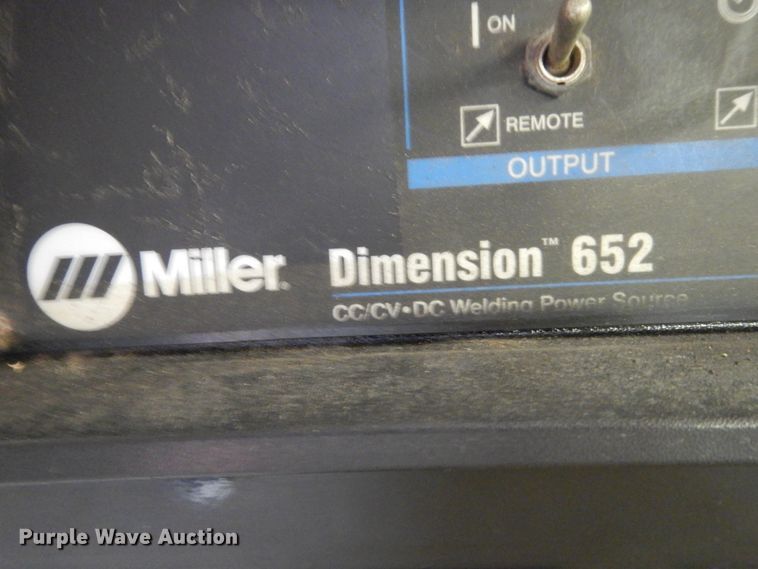 ON
REMOTE
OUTPUT
Miller
Dimension™ 652
CC/CV•DC Welding Power Source
Purple Wave Auction